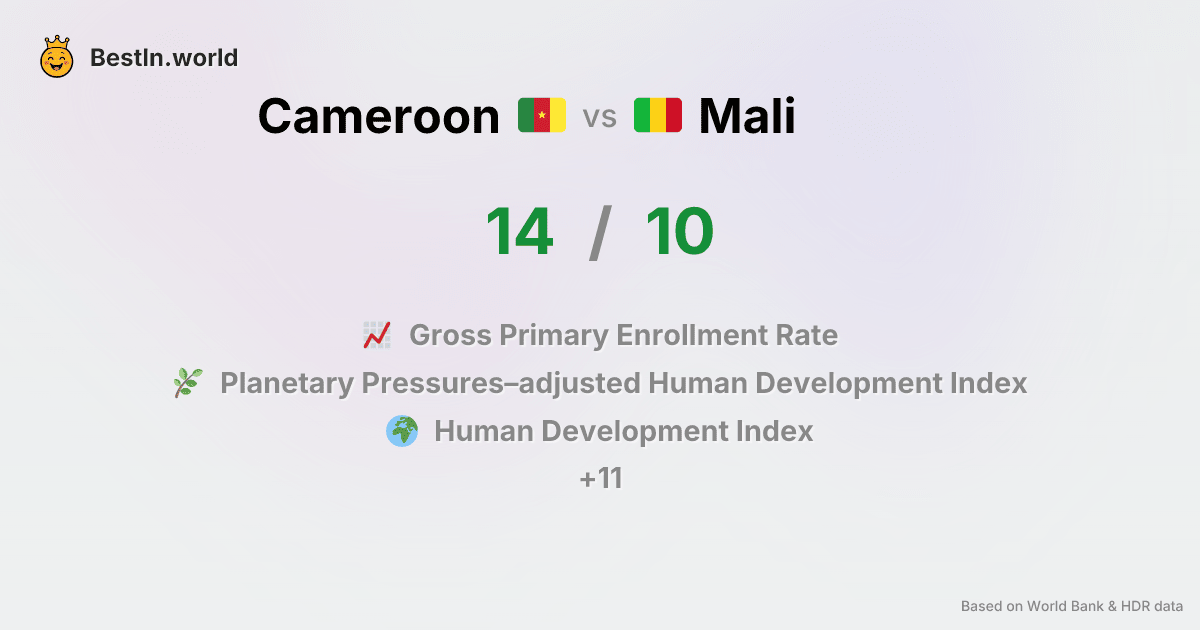 BestIn.world
Cameroon vs Mali
14 / 10
Gross Primary Enrollment Rate
Planetary Pressures–adjusted Human Development Index
Human Development Index
+11
Based on World Bank & HDR data